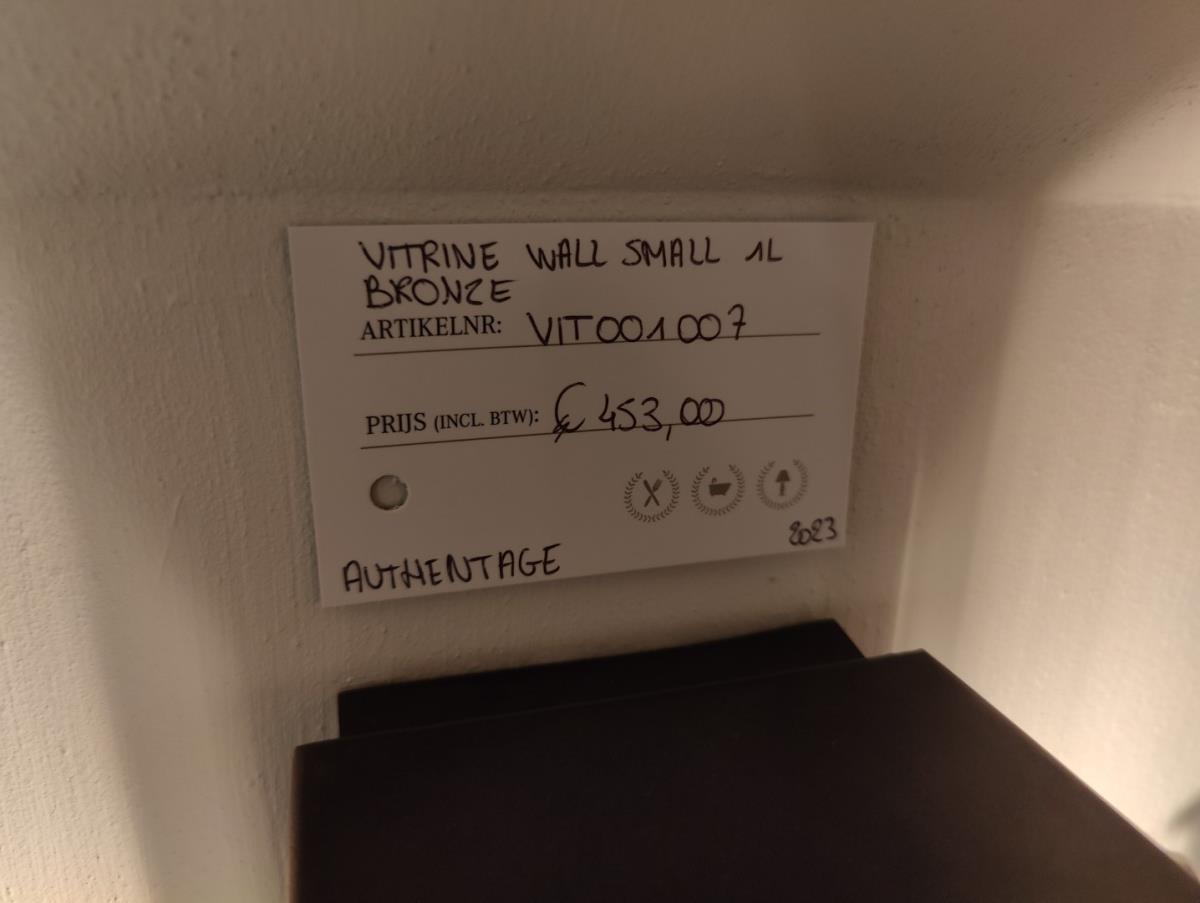 VITRINE WALL SMALL 1L
BRONZE
ARTIKELNR: VIT001007
PRIJS (INCL. BTW): € 453,00
2023
AUTHENTAGE